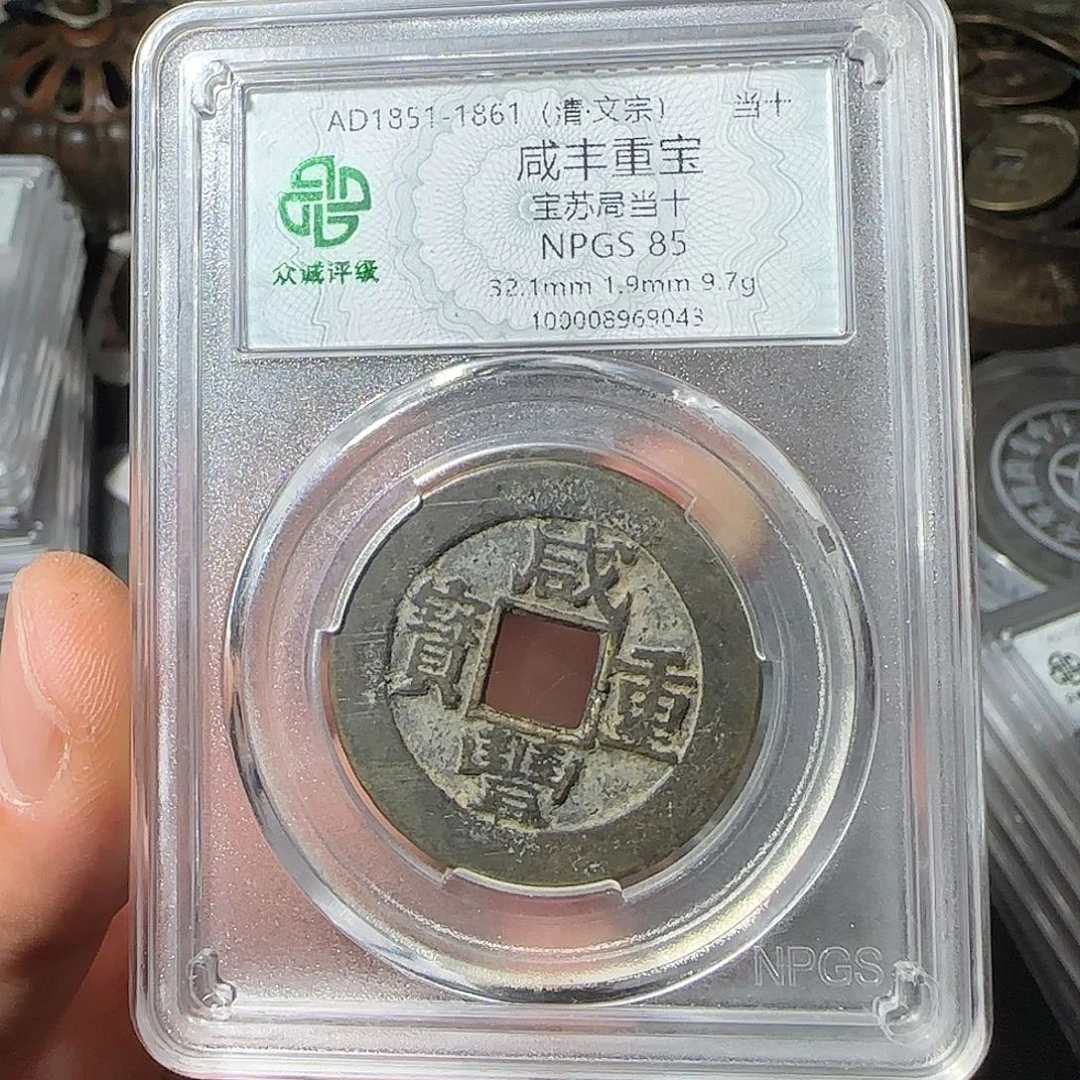 AD1851-1861 (清·文宗) 当十
咸丰重宝
宝苏局当十
NPGS 85
32.1mm 1.9mm 9.7g
100008969043
众诚评级
咸豐重寶
NPGS